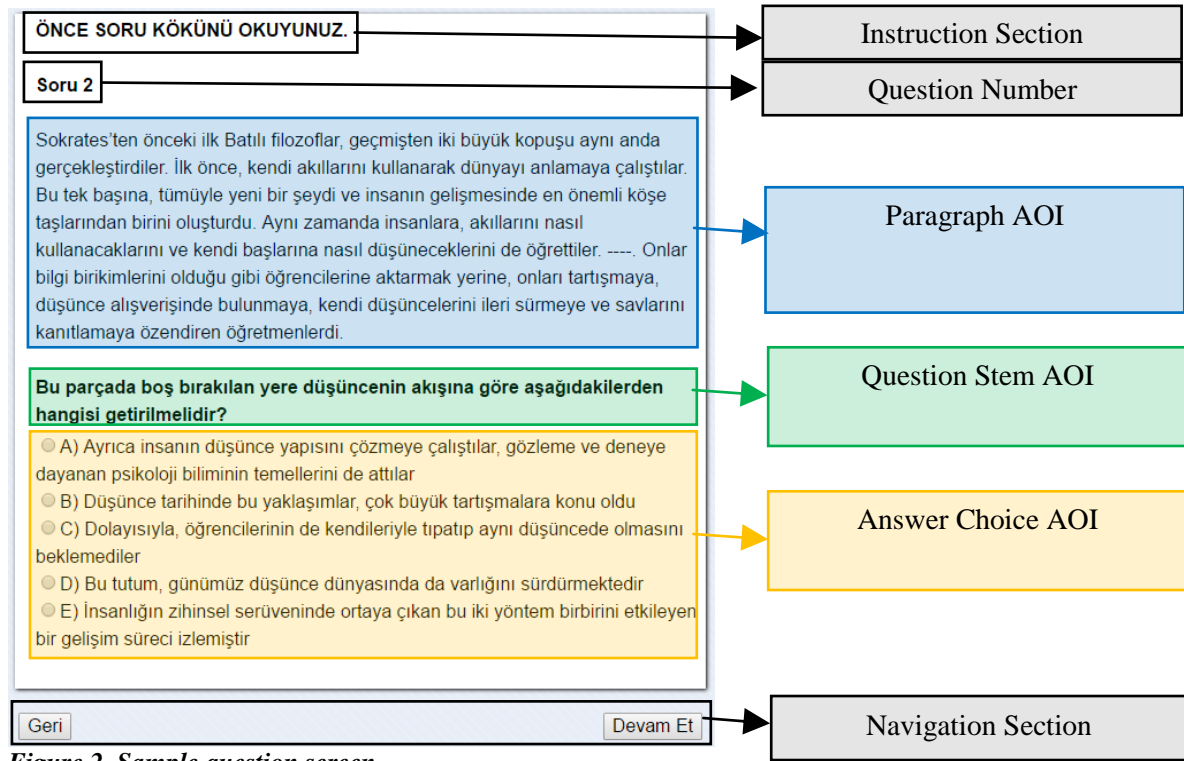 ÖNCE SORU KÖKÜNÜ OKUYUNUZ.
Instruction Section
Soru 2
Question Number
Sokrates'ten önceki ilk Batılı filozoflar, geçmişten iki büyük kopuşu aynı anda
gerçekleştirdiler. İlk önce, kendi akıllarını kullanarak dünyayı anlamaya çalıştılar.
Bu tek başına, tümüyle yeni bir şeydi ve insanın gelişmesinde en önemli köşe
taşlarından birini oluşturdu. Aynı zamanda insanlara, akıllarını nasıl
kullanacaklarını ve kendi başlarına nasıl düşüneceklerini de öğrettiler. ----. Onlar
bilgi birikimlerini olduğu gibi öğrencilerine aktarmak yerine, onları tartışmaya,
düşünce alışverişinde bulunmaya, kendi düşüncelerini ileri sürmeye ve savlarını
kanıtlamaya özendiren öğretmenlerdi.
Paragraph AOI
Bu parçada boş bırakılan yere düşüncenin akışına göre aşağıdakilerden
hangisi getirilmelidir?
Question Stem AOI
A) Ayrıca insanın düşünce yapısını çözmeye çalıştılar, gözleme ve deneye
dayanan psikoloji biliminin temellerini de attılar
B) Düşünce tarihinde bu yaklaşımlar, çok büyük tartışmalara konu oldu
C) Dolayısıyla, öğrencilerinin de kendileriyle tıpatıp aynı düşüncede olmasını
beklemediler
D) Bu tutum, günümüz düşünce dünyasında da varlığını sürdürmektedir
E) İnsanlığın zihinsel serüveninde ortaya çıkan bu iki yöntem birbirini etkileyen
bir gelişim süreci izlemiştir
Answer Choice AOI
Geri
Devam Et
Navigation Section
Figure 2. Sample question screen